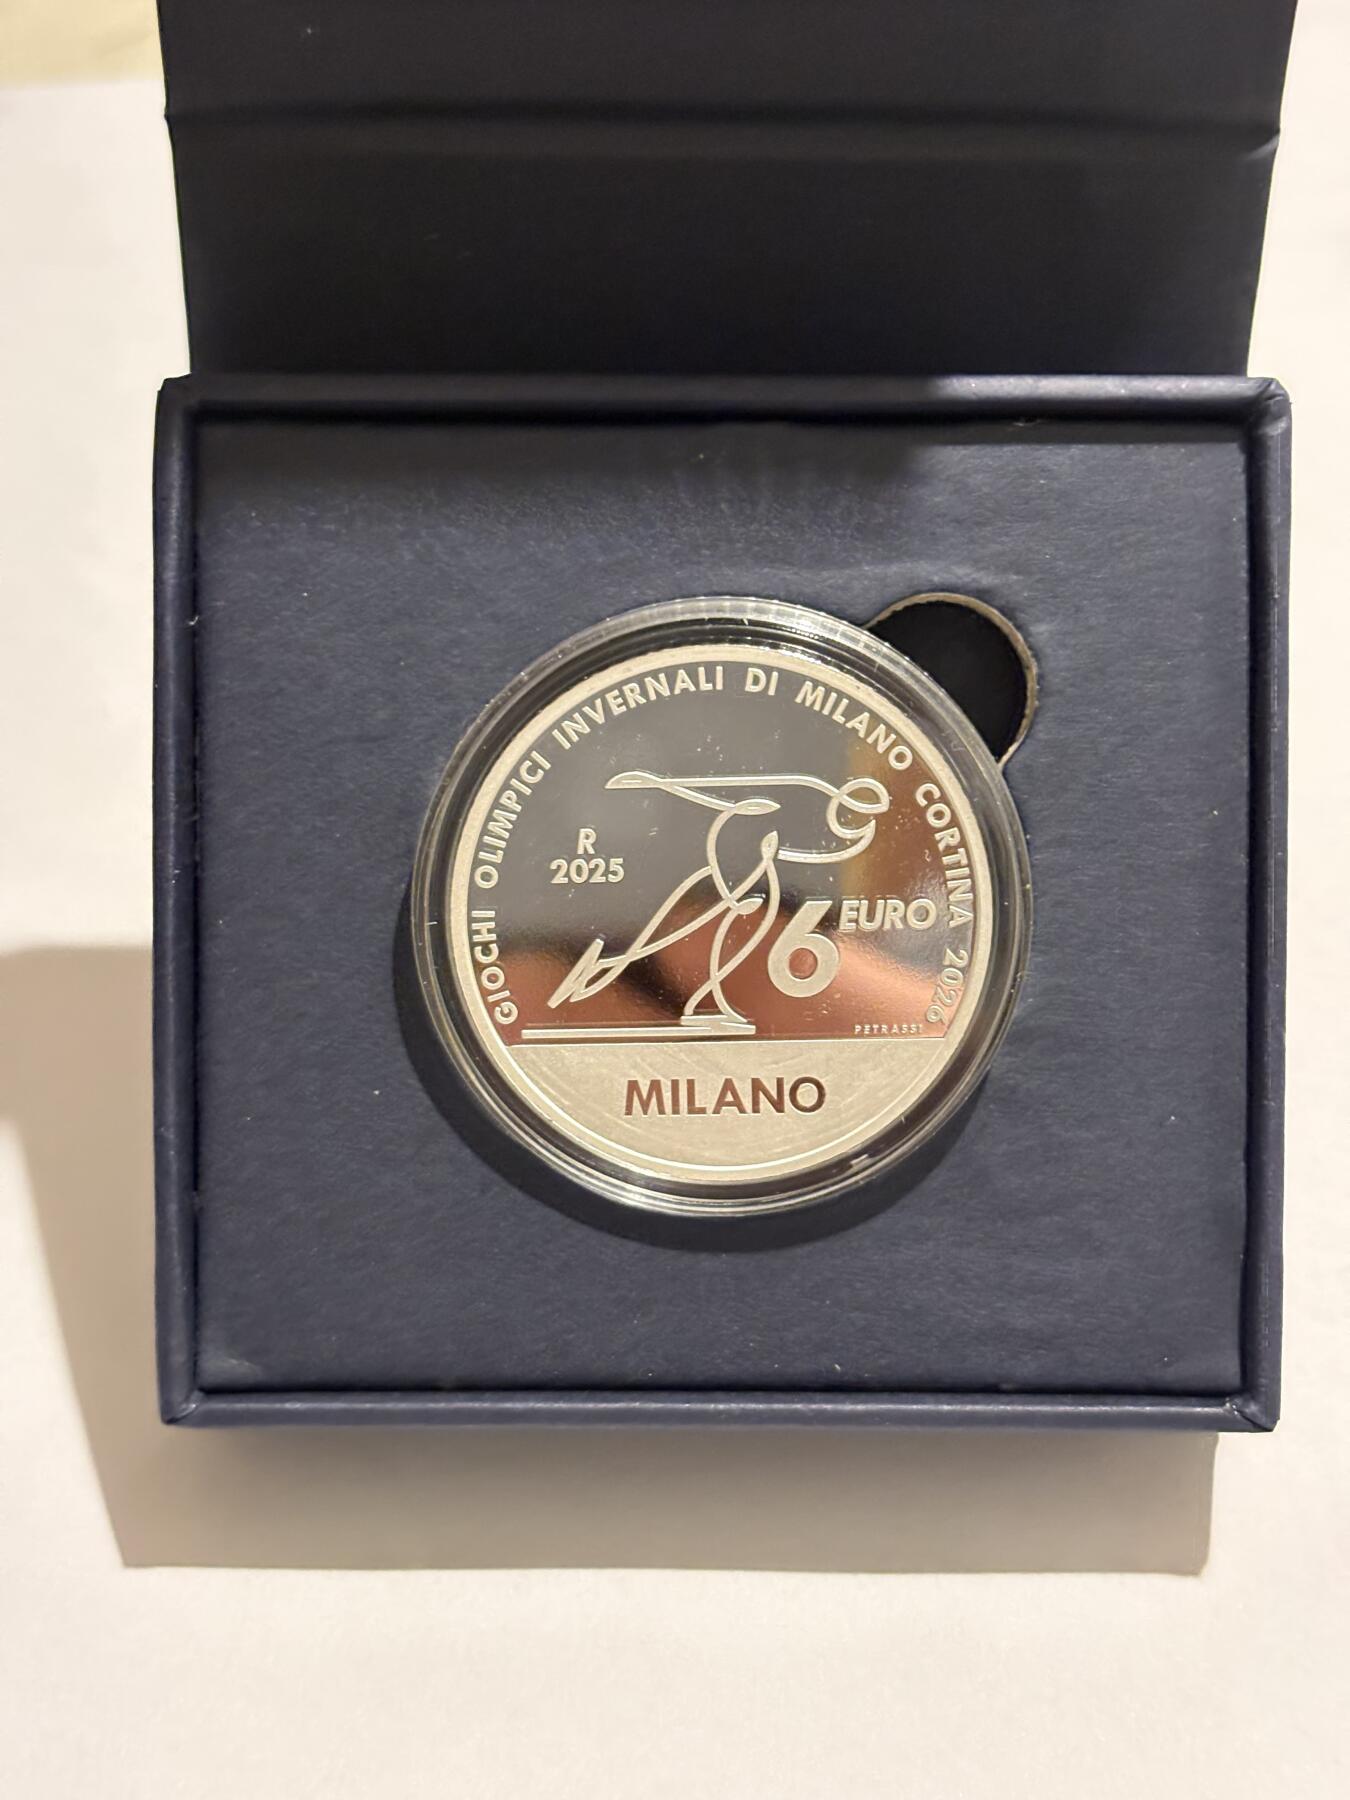 GIOCHI OLIMPICI INVERNALI DI MILANO CORTINA 2026
R
2025
6 EURO
PETRASSI
MILANO